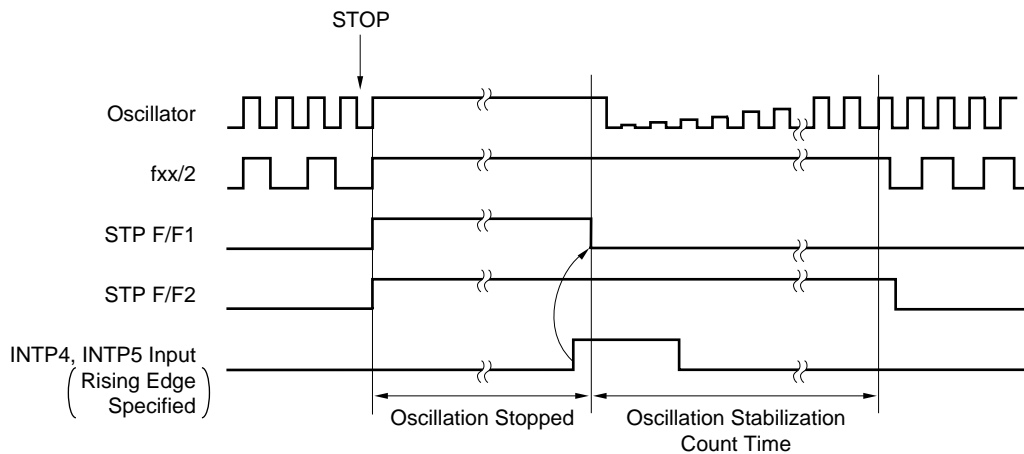 STOP
Oscillator
fxx/2
STP F/F1
STP F/F2
INTP4, INTP5 Input
Rising Edge
Specified
Oscillation Stopped
Oscillation Stabilization
Count Time